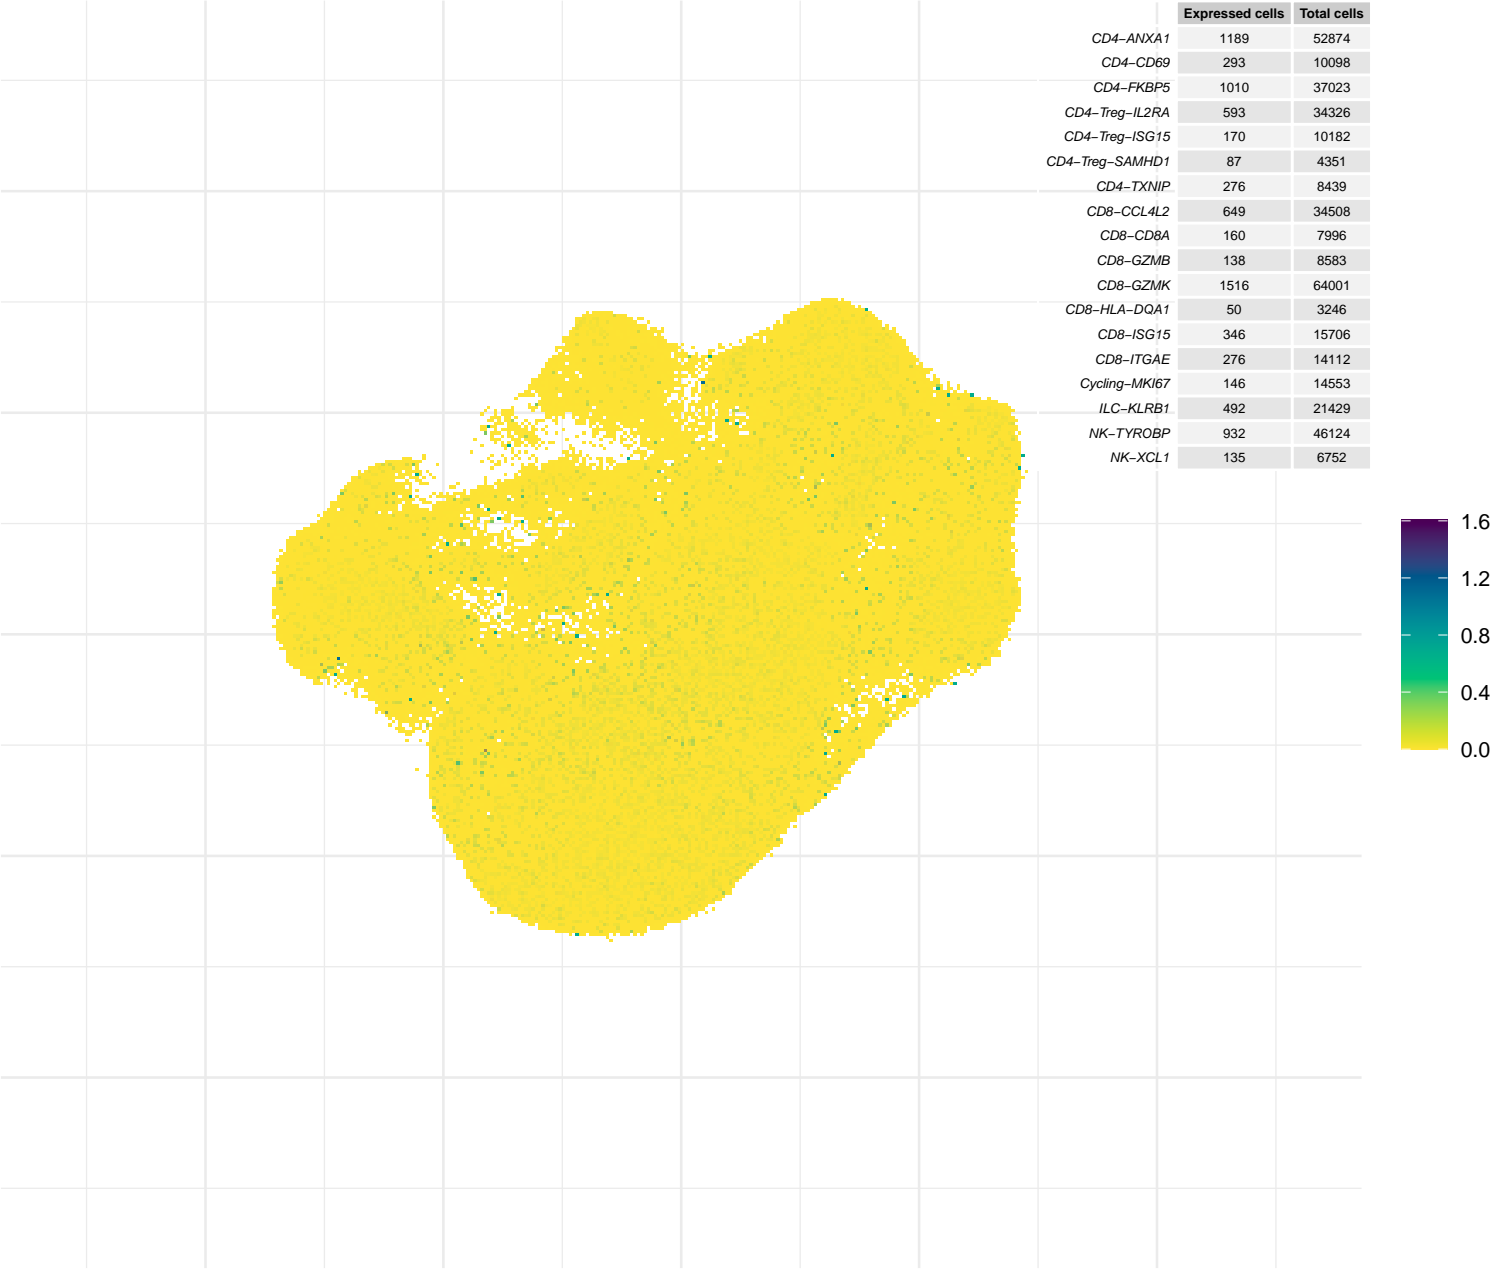 Expressed cells Total cells
CD4−ANXA1 1189 52874
CD4−CD69 293 10098
CD4−FKBP5 1010 37023
CD4−Treg−IL2RA 593 34326
CD4−Treg−ISG15 170 10182
CD4−Treg−SAMHD1 87 4351
CD4−TXNIP 276 8439
CD8−CCL4L2 649 34508
CD8−CD8A 160 7996
CD8−GZMB 138 8583
CD8−GZMK 1516 64001
CD8−HLA−DQA1 50 3246
CD8−ISG15 346 15706
CD8−ITGAE 276 14112
Cycling−MKI67 146 14553
ILC−KLRB1 492 21429
NK−TYROBP 932 46124
NK−XCL1 135 6752
1.6
1.2
0.8
0.4
0.0